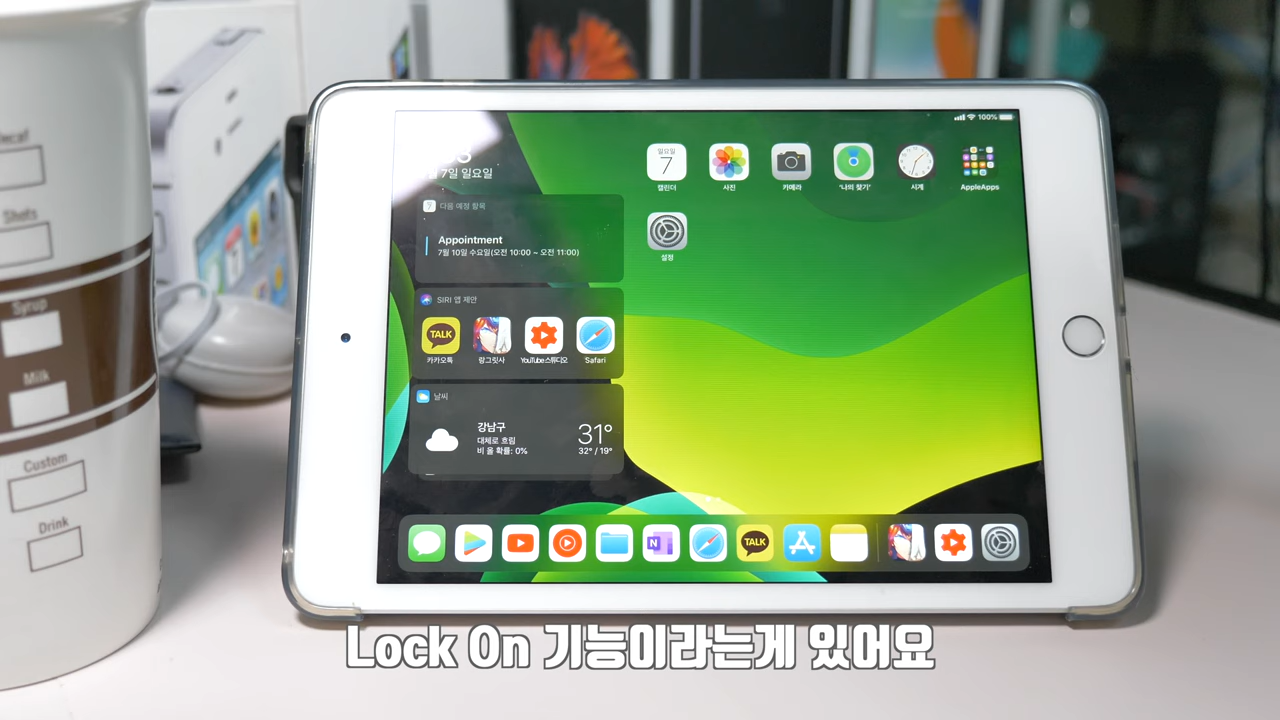 Decaf
Shots
Syrup
Milk
Custom
Drink
100%
7일 일요일
다음 예정 항목
Appointment
7월 10일 수요일(오전 10:00 ~ 오전 11:00)
SIRI 앱 제안
TALK
카카오톡
랑그릿사
YouTube 스튜디오
Safari
날씨
강남구
대체로 흐림
비 올 확률: 0%
31°
32° / 19°
일요일
7
캘린더
사진
카메라
'나의 찾기'
시계
AppleApps
설정
N
TALK
Lock On 기능이라는게 있어요